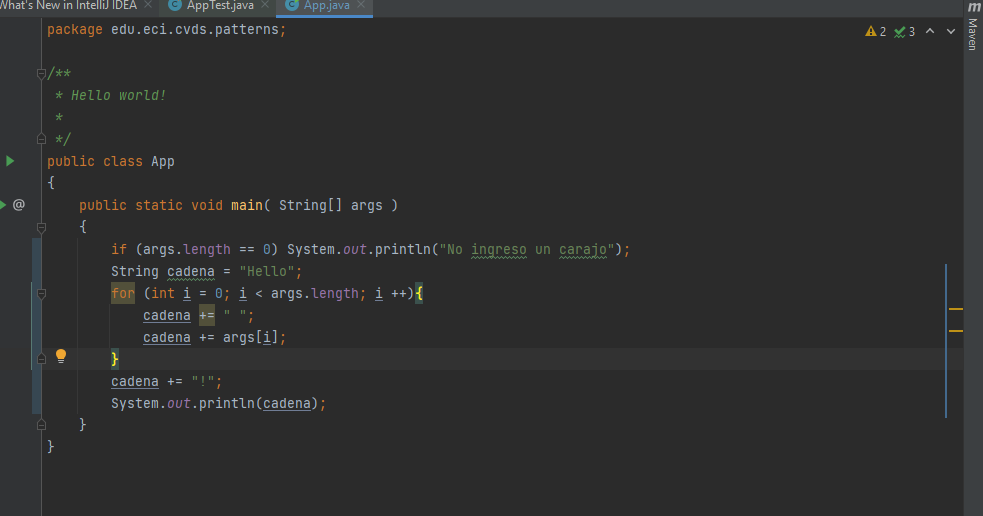 What's New in IntelliJ IDEA AppTest.java App.java
package edu.eci.cvds.patterns;
2 3
/**
* Hello world!
*
*/
public class App
{
@ public static void main( String[] args )
{
if (args.length == 0) System.out.println("No ingreso un carajo");
String cadena = "Hello";
for (int i = 0; i < args.length; i ++){
cadena += " ";
cadena += args[i];
}
cadena += "!";
System.out.println(cadena);
}
}
m
Maven